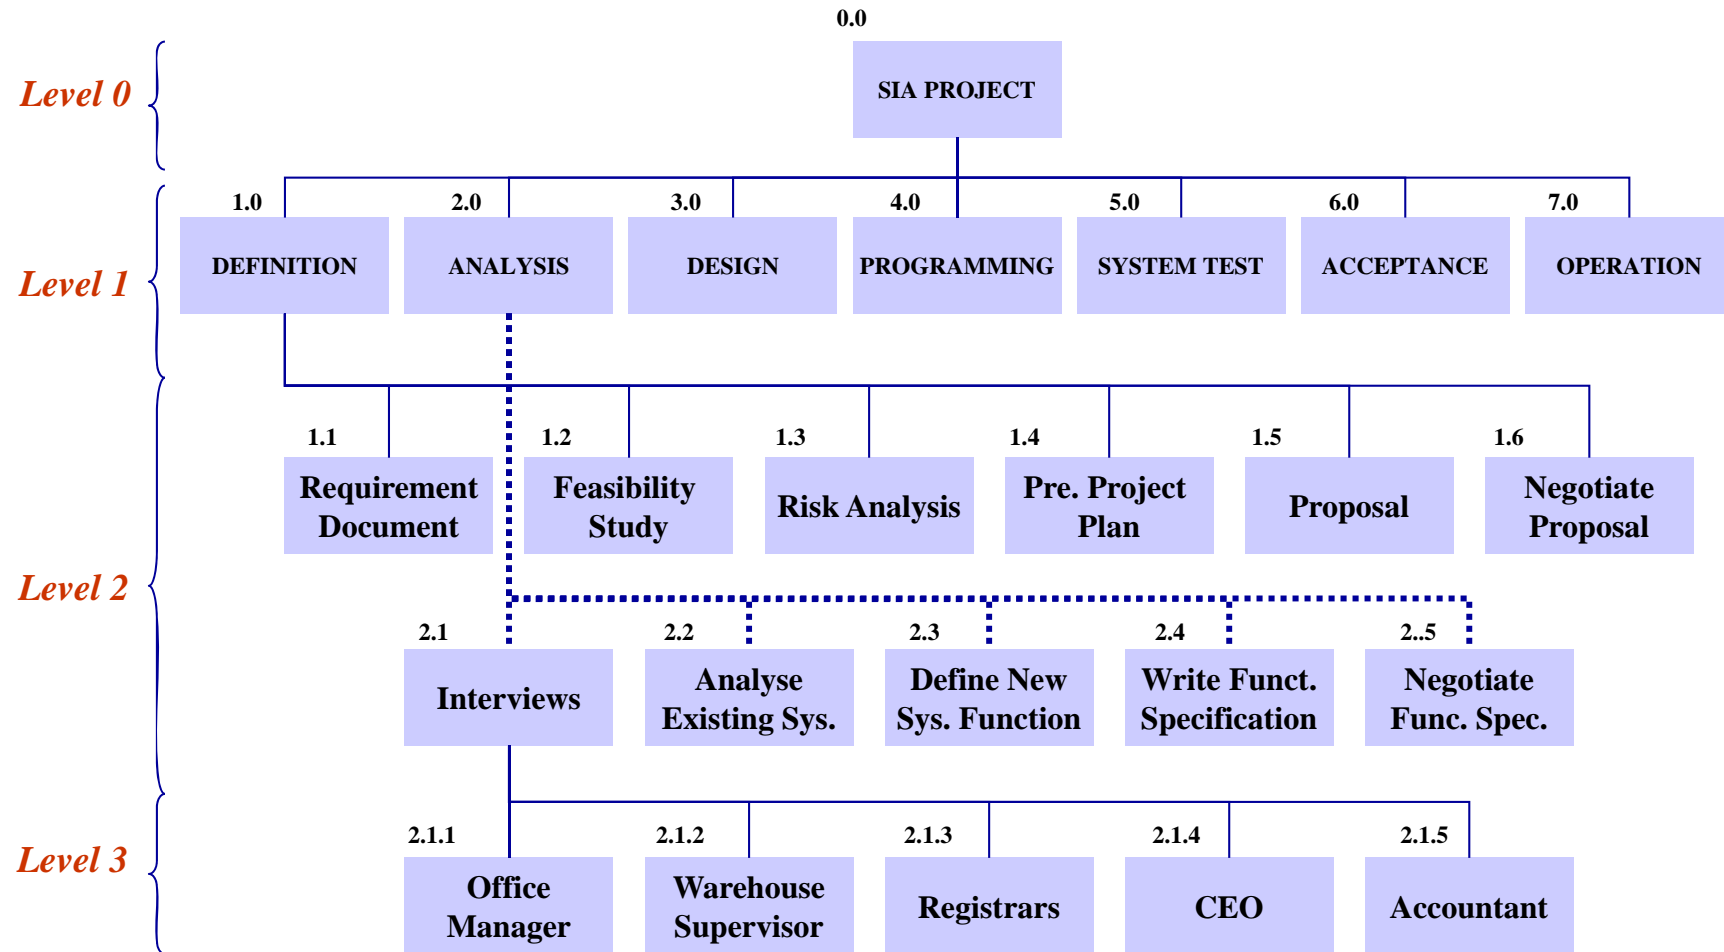 0.0
Level 0
SIA PROJECT
1.0
2.0
3.0
4.0
5.0
6.0
7.0
Level 1
DEFINITION
ANALYSIS
DESIGN
PROGRAMMING
SYSTEM TEST
ACCEPTANCE
OPERATION
1.1
1.2
1.3
1.4
1.5
1.6
Requirement
Document
Feasibility
Study
Risk Analysis
Pre. Project
Plan
Proposal
Negotiate
Proposal
Level 2
2.1
2.2
2.3
2.4
2..5
Interviews
Analyse
Existing Sys.
Define New
Sys. Function
Write Funct.
Specification
Negotiate
Func. Spec.
Level 3
2.1.1
2.1.2
2.1.3
2.1.4
2.1.5
Office
Manager
Warehouse
Supervisor
Registrars
CEO
Accountant